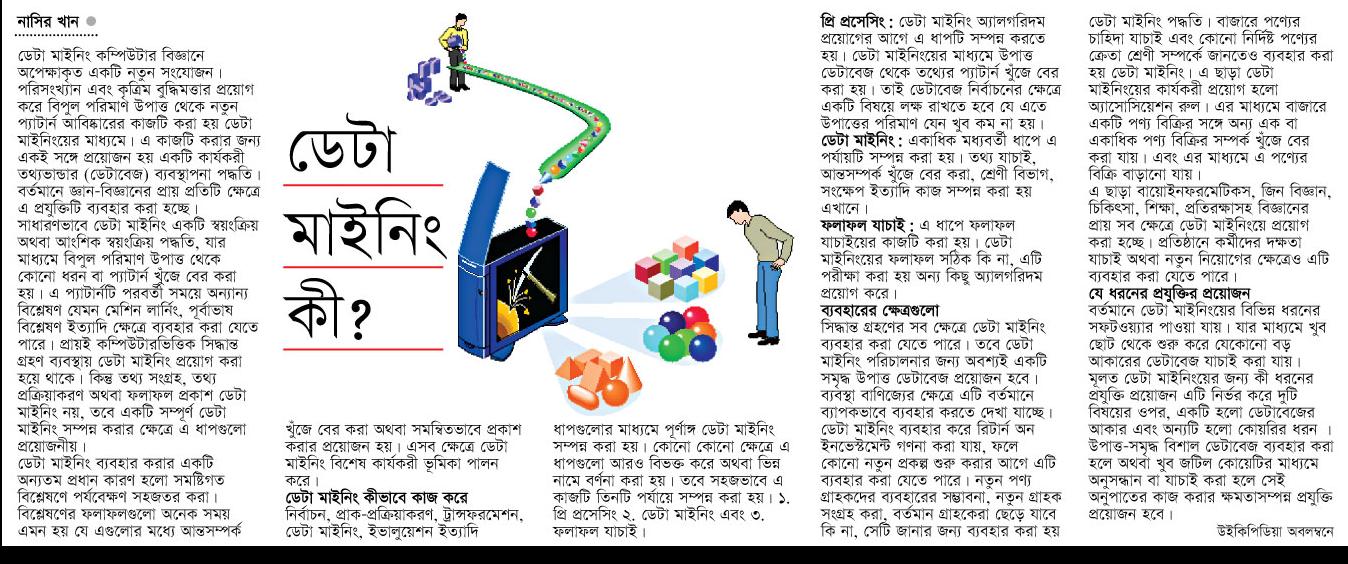 নাসির খান
ডেটা মাইনিং কম্পিউটার বিজ্ঞানে
অপেক্ষাকৃত একটি নতুন সংযোজন।
পরিসংখ্যান এবং কৃত্রিম বুদ্ধিমত্তার প্রয়োগ
করে বিপুল পরিমাণ উপাত্ত থেকে নতুন
প্যাটার্ন আবিষ্কারের কাজটি করা হয় ডেটা
মাইনিংয়ের মাধ্যমে। এ কাজটি করার জন্য
একই সঙ্গে প্রয়োজন হয় একটি কার্যকরী
তথ্যভান্ডার (ডেটাবেজ) ব্যবস্থাপনা পদ্ধতি।
বর্তমানে জ্ঞান-বিজ্ঞানের প্রায় প্রতিটি ক্ষেত্রে
এ প্রযুক্তিটি ব্যবহার করা হচ্ছে।
সাধারণভাবে ডেটা মাইনিং একটি স্বয়ংক্রিয়
অথবা আংশিক স্বয়ংক্রিয় পদ্ধতি, যার
মাধ্যমে বিপুল পরিমাণ উপাত্ত থেকে
কোনো ধরন বা প্যাটার্ন খুঁজে বের করা
হয়। এ প্যাটার্নটি পরবর্তী সময়ে অন্যান্য
বিশ্লেষণ যেমন মেশিন লার্নিং, পূর্বাভাষ
বিশ্লেষণ ইত্যাদি ক্ষেত্রে ব্যবহার করা যেতে
পারে। প্রায়ই কম্পিউটারভিত্তিক সিদ্ধান্ত
গ্রহণ ব্যবস্থায় ডেটা মাইনিং প্রয়োগ করা
হয়ে থাকে। কিন্তু তথ্য সংগ্রহ, তথ্য
প্রক্রিয়াকরণ অথবা ফলাফল প্রকাশ ডেটা
মাইনিং নয়, তবে একটি সম্পূর্ণ ডেটা
মাইনিং সম্পন্ন করার ক্ষেত্রে এ ধাপগুলো
প্রয়োজনীয়।
ডেটা মাইনিং ব্যবহার করার একটি
অন্যতম প্রধান কারণ হলো সমষ্টিগত
বিশ্লেষণে পর্যবেক্ষণ সহজতর করা।
বিশ্লেষণের ফলাফলগুলো অনেক সময়
এমন হয় যে এগুলোর মধ্যে আন্তসম্পর্ক
ডেটা
মাইনিং
কী?
খুঁজে বের করা অথবা সমন্বিতভাবে প্রকাশ
করার প্রয়োজন হয়। এসব ক্ষেত্রে ডেটা
মাইনিং বিশেষ কার্যকরী ভূমিকা পালন
করে।
ডেটা মাইনিং কীভাবে কাজ করে
নির্বাচন, প্রাক-প্রক্রিয়াকরণ, ট্রান্সফরমেশন,
ডেটা মাইনিং, ইভালুয়েশন ইত্যাদি
ধাপগুলোর মাধ্যমে পূর্ণাঙ্গ ডেটা মাইনিং
সম্পন্ন করা হয়। কোনো কোনো ক্ষেত্রে এ
ধাপগুলো আরও বিভক্ত করে অথবা ভিন্ন
নামে বর্ণনা করা হয়। তবে সহজভাবে এ
কাজটি তিনটি পর্যায়ে সম্পন্ন করা হয়। ১.
প্রি প্রসেসিং ২. ডেটা মাইনিং এবং ৩.
ফলাফল যাচাই।
প্রি প্রসেসিং : ডেটা মাইনিং অ্যালগরিদম
প্রয়োগের আগে এ ধাপটি সম্পন্ন করতে
হয়। ডেটা মাইনিংয়ের মাধ্যমে উপাত্ত
ডেটাবেজ থেকে তথ্যের প্যাটার্ন খুঁজে বের
করা হয়। তাই ডেটাবেজ নির্বাচনের ক্ষেত্রে
একটি বিষয়ে লক্ষ রাখতে হবে যে এতে
উপাত্তের পরিমাণ যেন খুব কম না হয়।
ডেটা মাইনিং : একাধিক মধ্যবর্তী ধাপে এ
পর্যায়টি সম্পন্ন করা হয়। তথ্য যাচাই,
আন্তসম্পর্ক খুঁজে বের করা, শ্রেণী বিভাগ,
সংক্ষেপ ইত্যাদি কাজ সম্পন্ন করা হয়
এখানে।
ফলাফল যাচাই : এ ধাপে ফলাফল
যাচাইয়ের কাজটি করা হয়। ডেটা
মাইনিংয়ের ফলাফল সঠিক কি না, এটি
পরীক্ষা করা হয় অন্য কিছু অ্যালগরিদম
প্রয়োগ করে।
ব্যবহারের ক্ষেত্রগুলো
সিদ্ধান্ত গ্রহণের সব ক্ষেত্রে ডেটা মাইনিং
ব্যবহার করা যেতে পারে। তবে ডেটা
মাইনিং পরিচালনার জন্য অবশ্যই একটি
সমৃদ্ধ উপাত্ত ডেটাবেজ প্রয়োজন হবে।
ব্যবস্থা বাণিজ্যের ক্ষেত্রে এটি বর্তমানে
ব্যাপকভাবে ব্যবহার করতে দেখা যাচ্ছে।
ডেটা মাইনিং ব্যবহার করে রিটার্ন অন
ইনভেস্টমেন্ট গণনা করা যায়, ফলে
কোনো নতুন প্রকল্প শুরু করার আগে এটি
ব্যবহার করা যেতে পারে। নতুন পণ্য
গ্রাহকদের ব্যবহারের সম্ভাবনা, নতুন গ্রাহক
সংগ্রহ করা, বর্তমান গ্রাহকেরা ছেড়ে যাবে
কি না, সেটি জানার জন্য ব্যবহার করা হয়
ডেটা মাইনিং পদ্ধতি। বাজারে পণ্যের
চাহিদা যাচাই এবং কোনো নির্দিষ্ট পণ্যের
ক্রেতা শ্রেণী সম্পর্কে জানতেও ব্যবহার করা
হয় ডেটা মাইনিং। এ ছাড়া ডেটা
মাইনিংয়ের কার্যকরী প্রয়োগ হলো
অ্যাসোসিয়েশন রুল। এর মাধ্যমে বাজারে
একটি পণ্য বিক্রির সঙ্গে অন্য এক বা
একাধিক পণ্য বিক্রির সম্পর্ক খুঁজে বের
করা যায়। এবং এর মাধ্যমে এ পণ্যের
বিক্রি বাড়ানো যায়।
এ ছাড়া বায়োইনফরমেটিকস, জিন বিজ্ঞান,
চিকিৎসা, শিক্ষা, প্রতিরক্ষাসহ বিজ্ঞানের
প্রায় সব ক্ষেত্রে ডেটা মাইনিংয়ে প্রয়োগ
করা হচ্ছে। প্রতিষ্ঠানে কর্মীদের দক্ষতা
যাচাই অথবা নতুন নিয়োগের ক্ষেত্রেও এটি
ব্যবহার করা যেতে পারে।
যে ধরনের প্রযুক্তির প্রয়োজন
বর্তমানে ডেটা মাইনিংয়ের বিভিন্ন ধরনের
সফটওয়্যার পাওয়া যায়। যার মাধ্যমে খুব
ছোট থেকে শুরু করে যেকোনো বড়
আকারের ডেটাবেজ যাচাই করা যায়।
মূলত ডেটা মাইনিংয়ের জন্য কী ধরনের
প্রযুক্তি প্রয়োজন এটি নির্ভর করে দুটি
বিষয়ের ওপর, একটি হলো ডেটাবেজের
আকার এবং অন্যটি হলো কোয়রির ধরন ।
উপাত্ত-সমৃদ্ধ বিশাল ডেটাবেজ ব্যবহার করা
হলে অথবা খুব জটিল কোয়েটির মাধ্যমে
অনুসন্ধান বা যাচাই করা হলে সেই
অনুপাতের কাজ করার ক্ষমতাসম্পন্ন প্রযুক্তি
প্রয়োজন হবে।
উইকিপিডিয়া অবলম্বনে